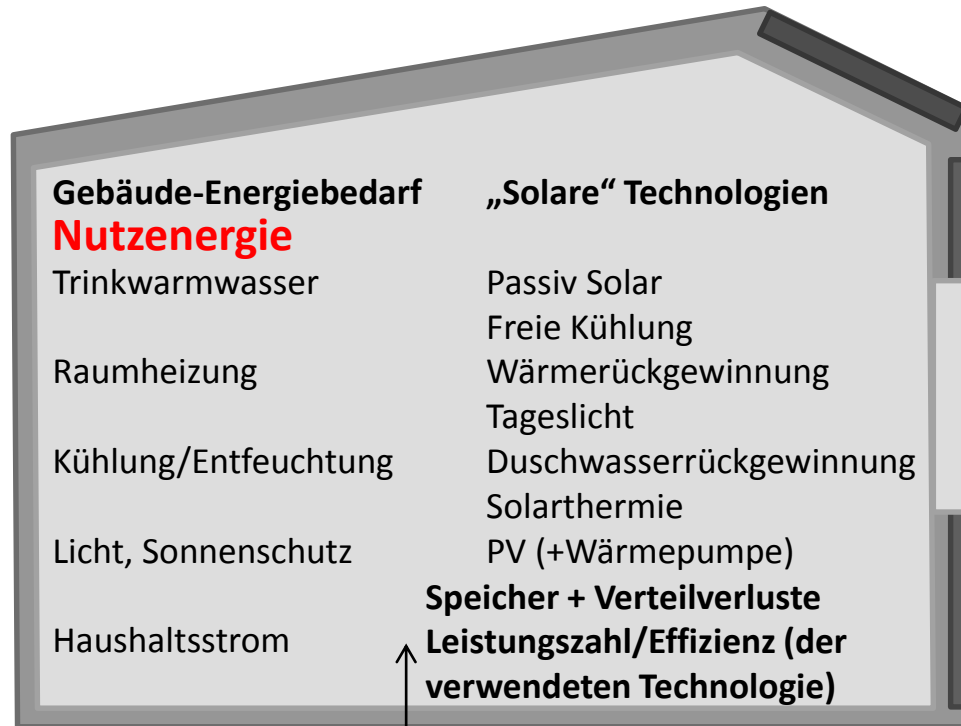 Gebäude-Energiebedarf
Nutzenergie
Trinkwarmwasser
Raumheizung
Kühlung/Entfeuchtung
Licht, Sonnenschutz
Haushaltsstrom
„Solare“ Technologien
Passiv Solar
Freie Kühlung
Wärmerückgewinnung
Tageslicht
Duschwasserrückgewinnung
Solarthermie
PV (+Wärmepumpe)
Speicher + Verteilverluste
Leistungszahl/Effizienz (der
verwendeten Technologie)